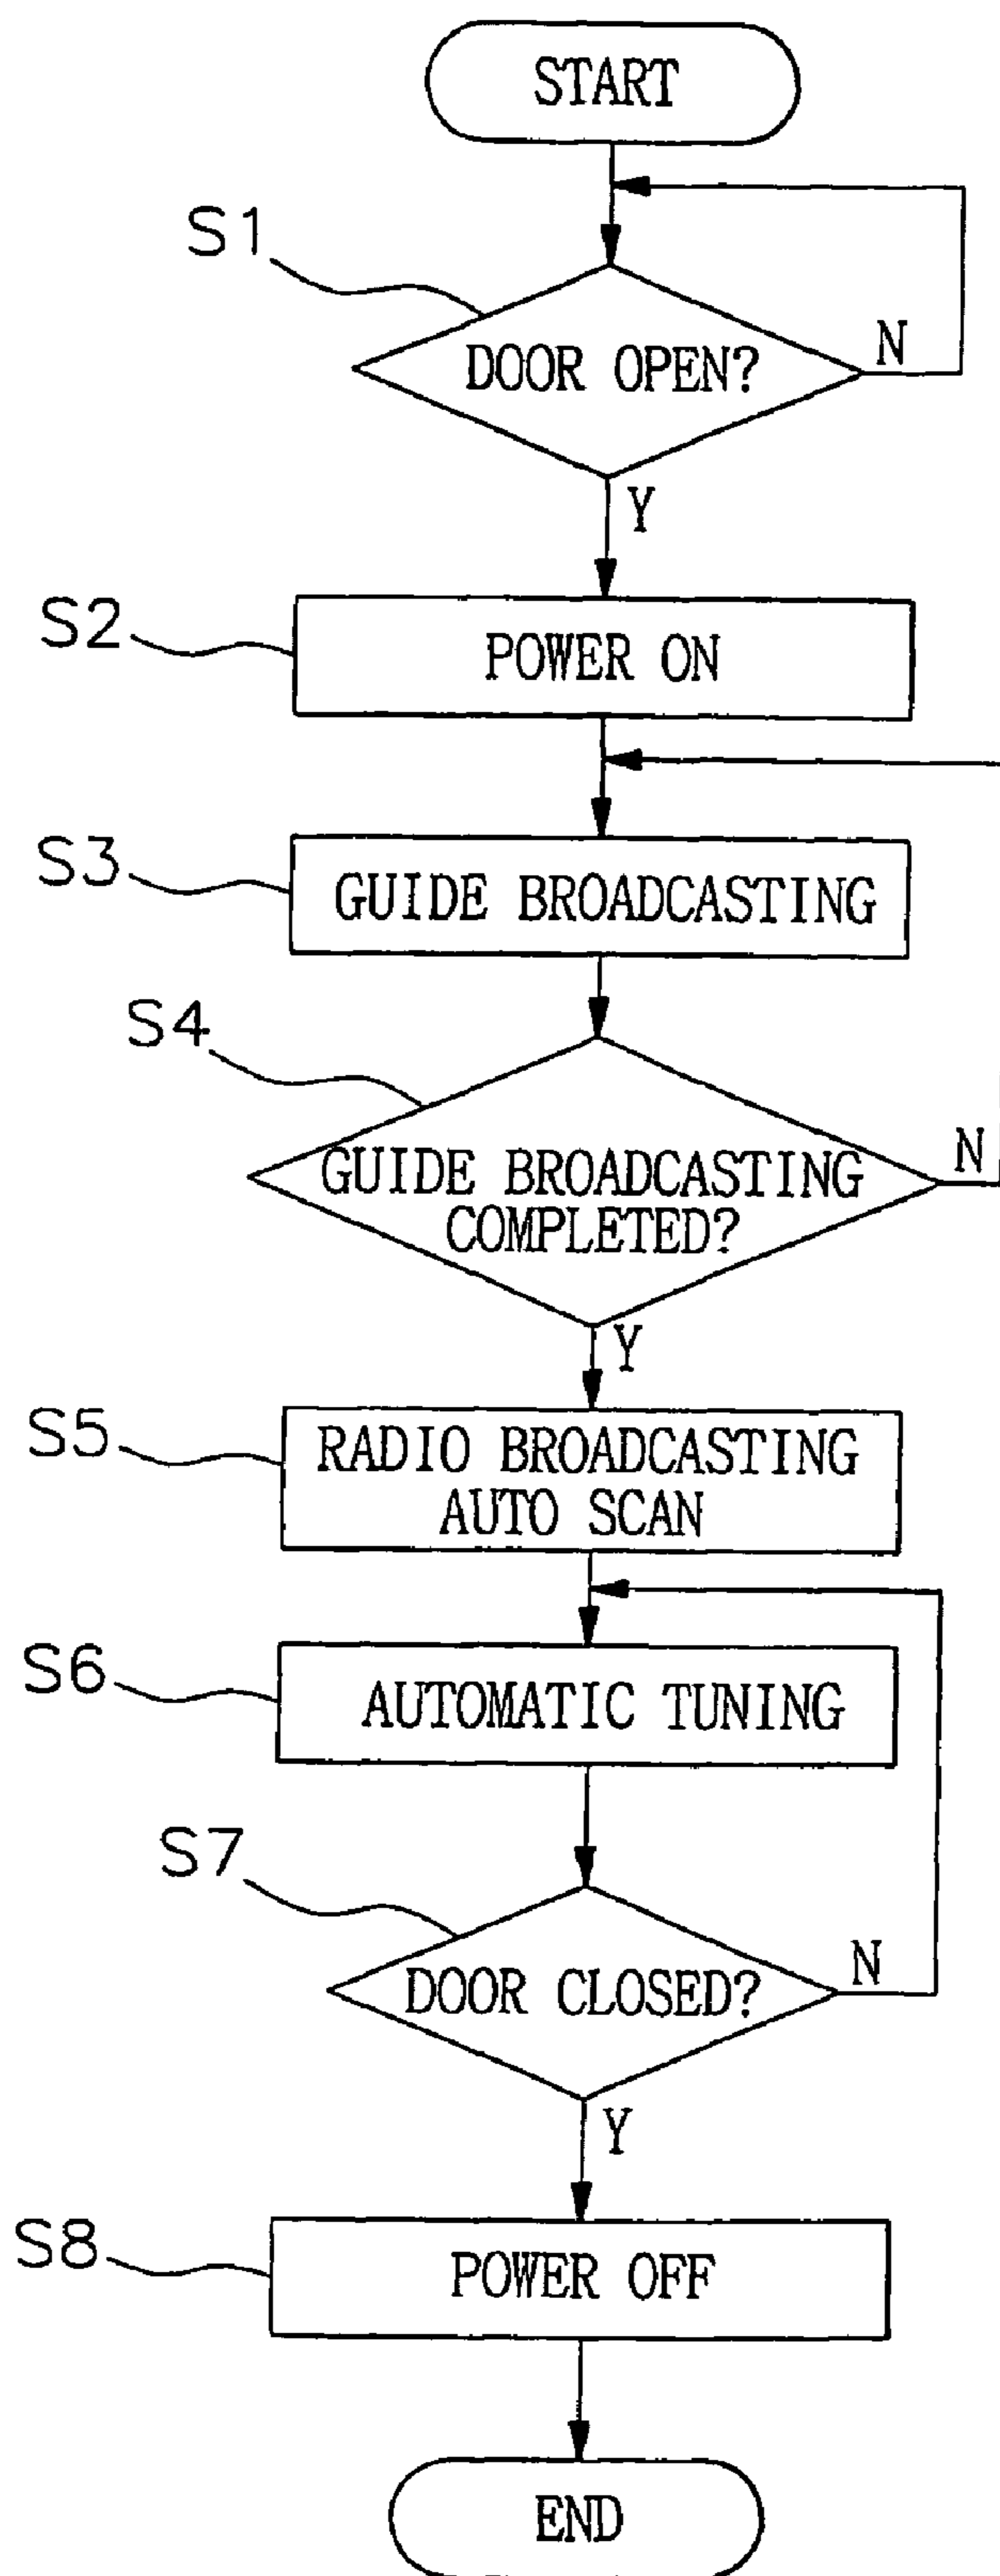 START
S1
DOOR OPEN?
N
Y
S2
POWER ON
S3
GUIDE BROADCASTING
S4
GUIDE BROADCASTING
COMPLETED?
N
Y
S5
RADIO BROADCASTING
AUTO SCAN
S6
AUTOMATIC TUNING
S7
DOOR CLOSED?
N
Y
S8
POWER OFF
END